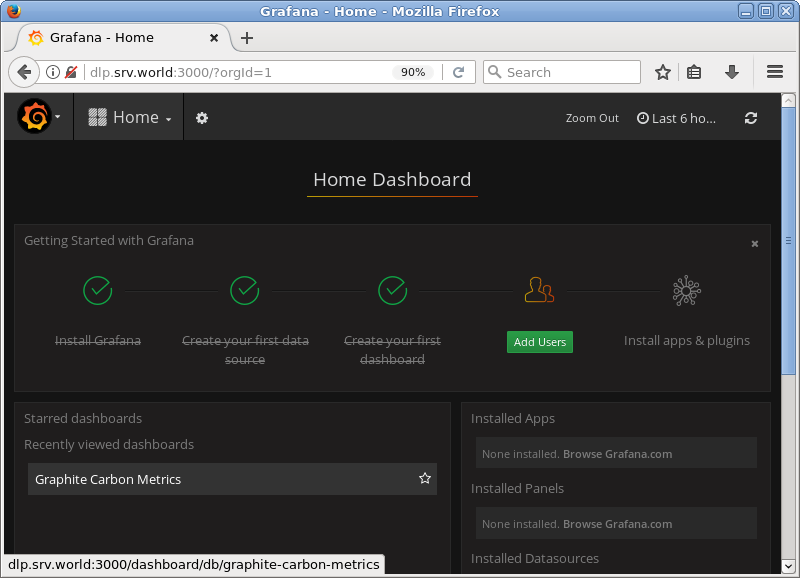 Grafana - Home - Mozilla Firefox
Grafana - Home
dlp.srv.world:3000/?orgId=1
90%
Search
Home
Zoom Out
Last 6 ho...
Home Dashboard
Getting Started with Grafana
Install Grafana
Create your first data
source
Create your first
dashboard
Add Users
Install apps & plugins
Starred dashboards
Recently viewed dashboards
Graphite Carbon Metrics
Installed Apps
None installed. Browse Grafana.com
Installed Panels
None installed. Browse Grafana.com
Installed Datasources
dlp.srv.world:3000/dashboard/db/graphite-carbon-metrics